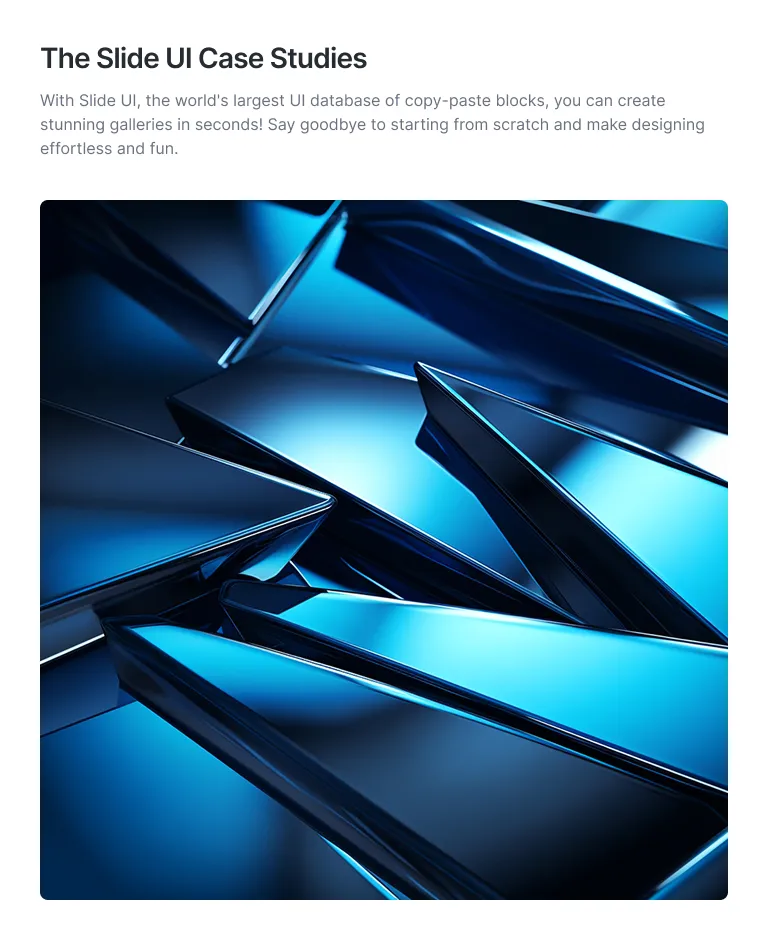 The Slide UI Case Studies
With Slide UI, the world's largest UI database of copy-paste blocks, you can create
stunning galleries in seconds! Say goodbye to starting from scratch and make designing
effortless and fun.